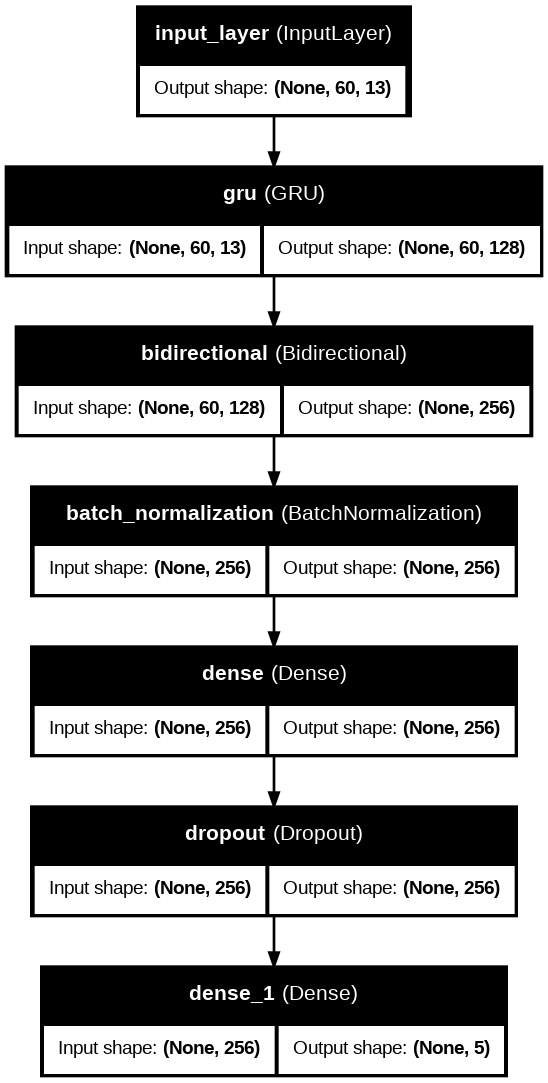 input_layer (InputLayer)
Output shape: (None, 60, 13)
gru (GRU)
Input shape: (None, 60, 13) Output shape: (None, 60, 128)
bidirectional (Bidirectional)
Input shape: (None, 60, 128) Output shape: (None, 256)
batch_normalization (BatchNormalization)
Input shape: (None, 256) Output shape: (None, 256)
dense (Dense)
Input shape: (None, 256) Output shape: (None, 256)
dropout (Dropout)
Input shape: (None, 256) Output shape: (None, 256)
dense_1 (Dense)
Input shape: (None, 256) Output shape: (None, 5)